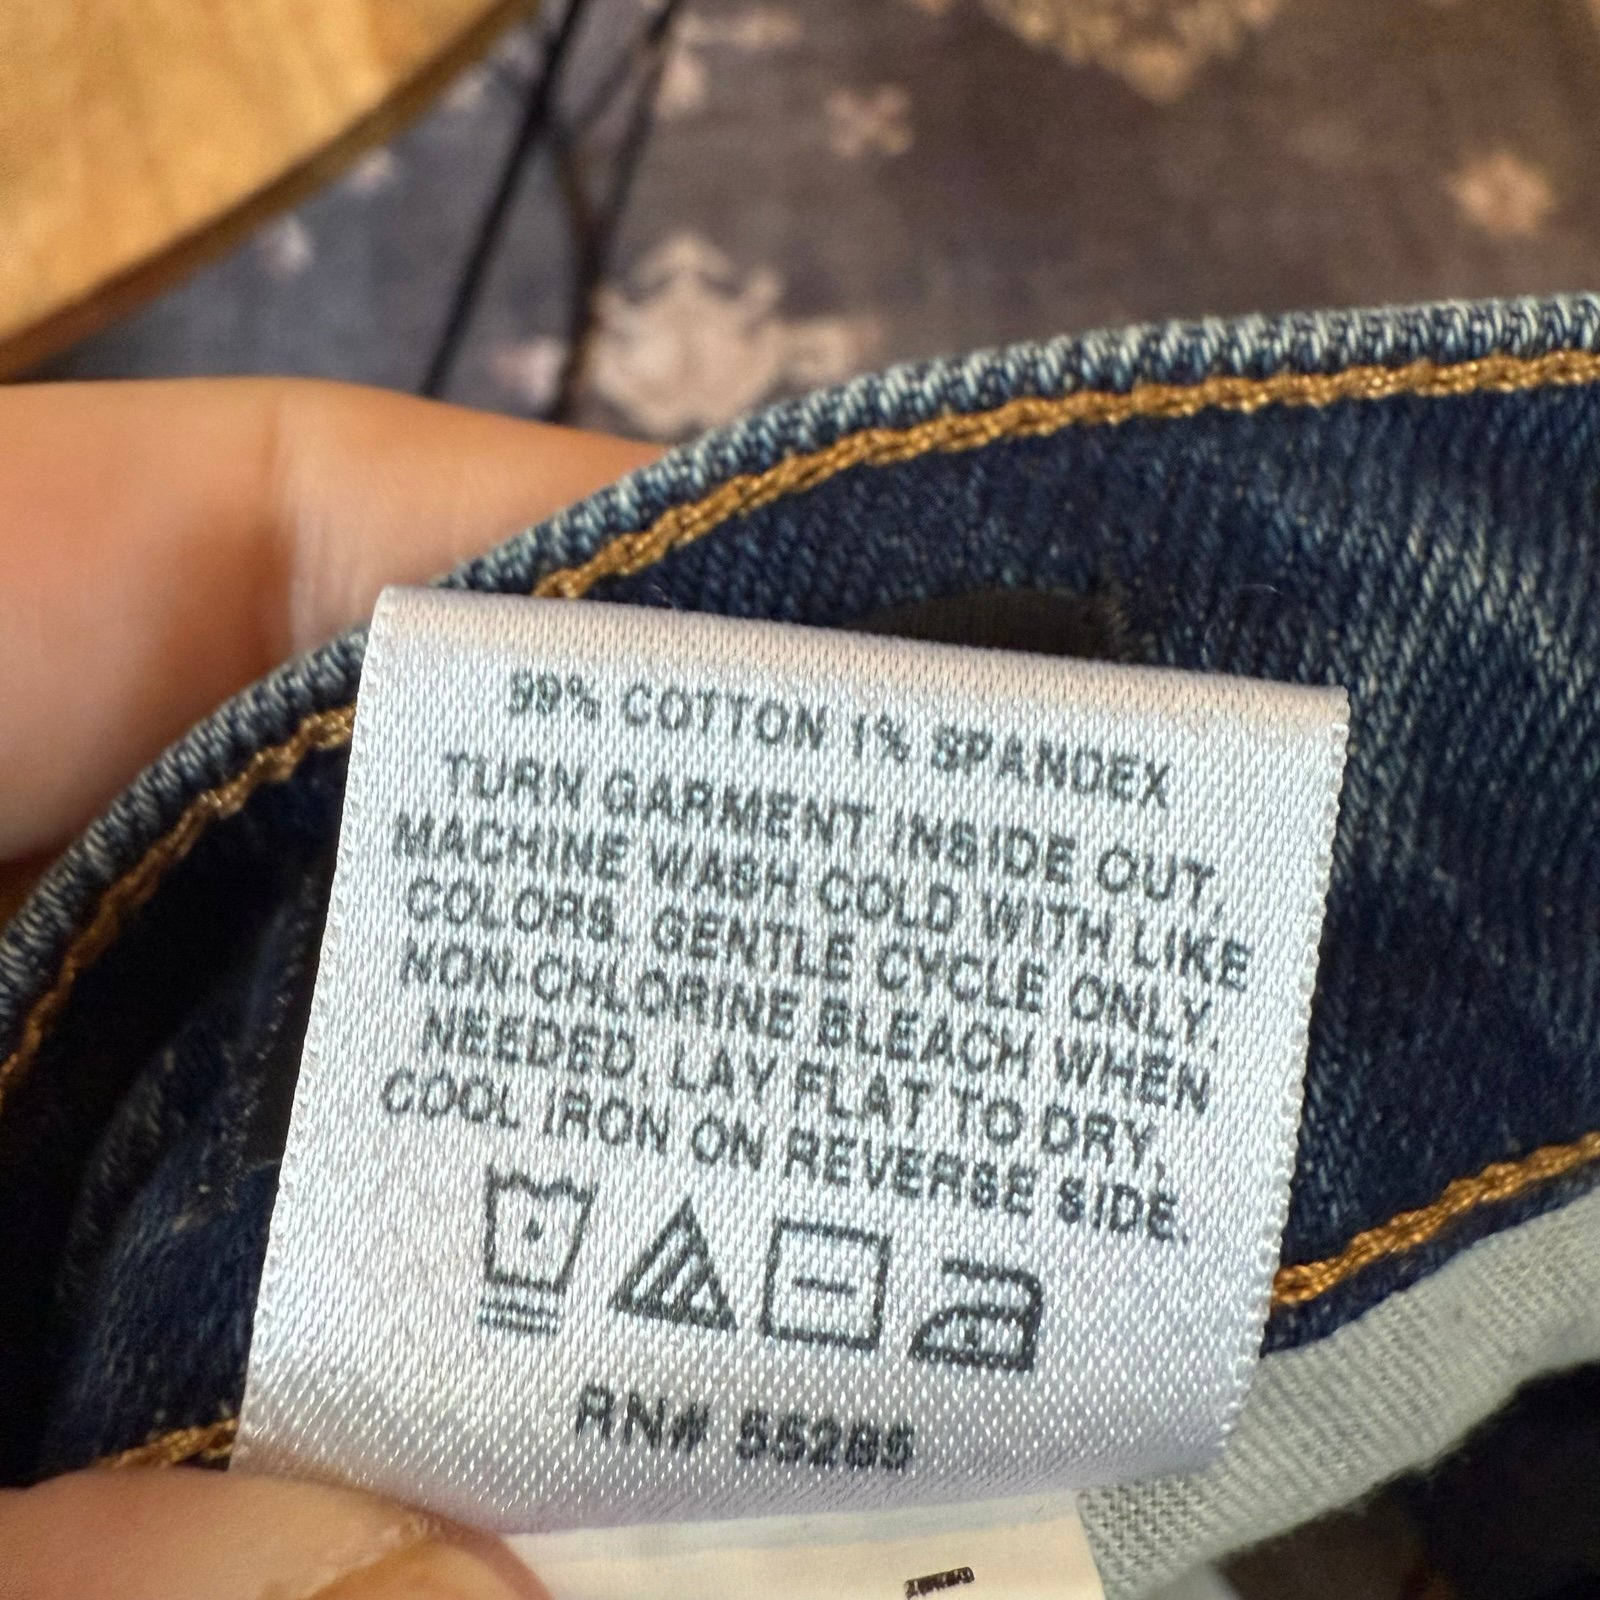 99% COTTON 1% SPANDEX
TURN GARMENT INSIDE OUT,
MACHINE WASH COLD WITH LIKE
COLORS, GENTLE CYCLE ONLY.
NON-CHLORINE BLEACH WHEN
NEEDED, LAY FLAT TO DRY,
COOL IRON ON REVERSE SIDE.
RN# 55285